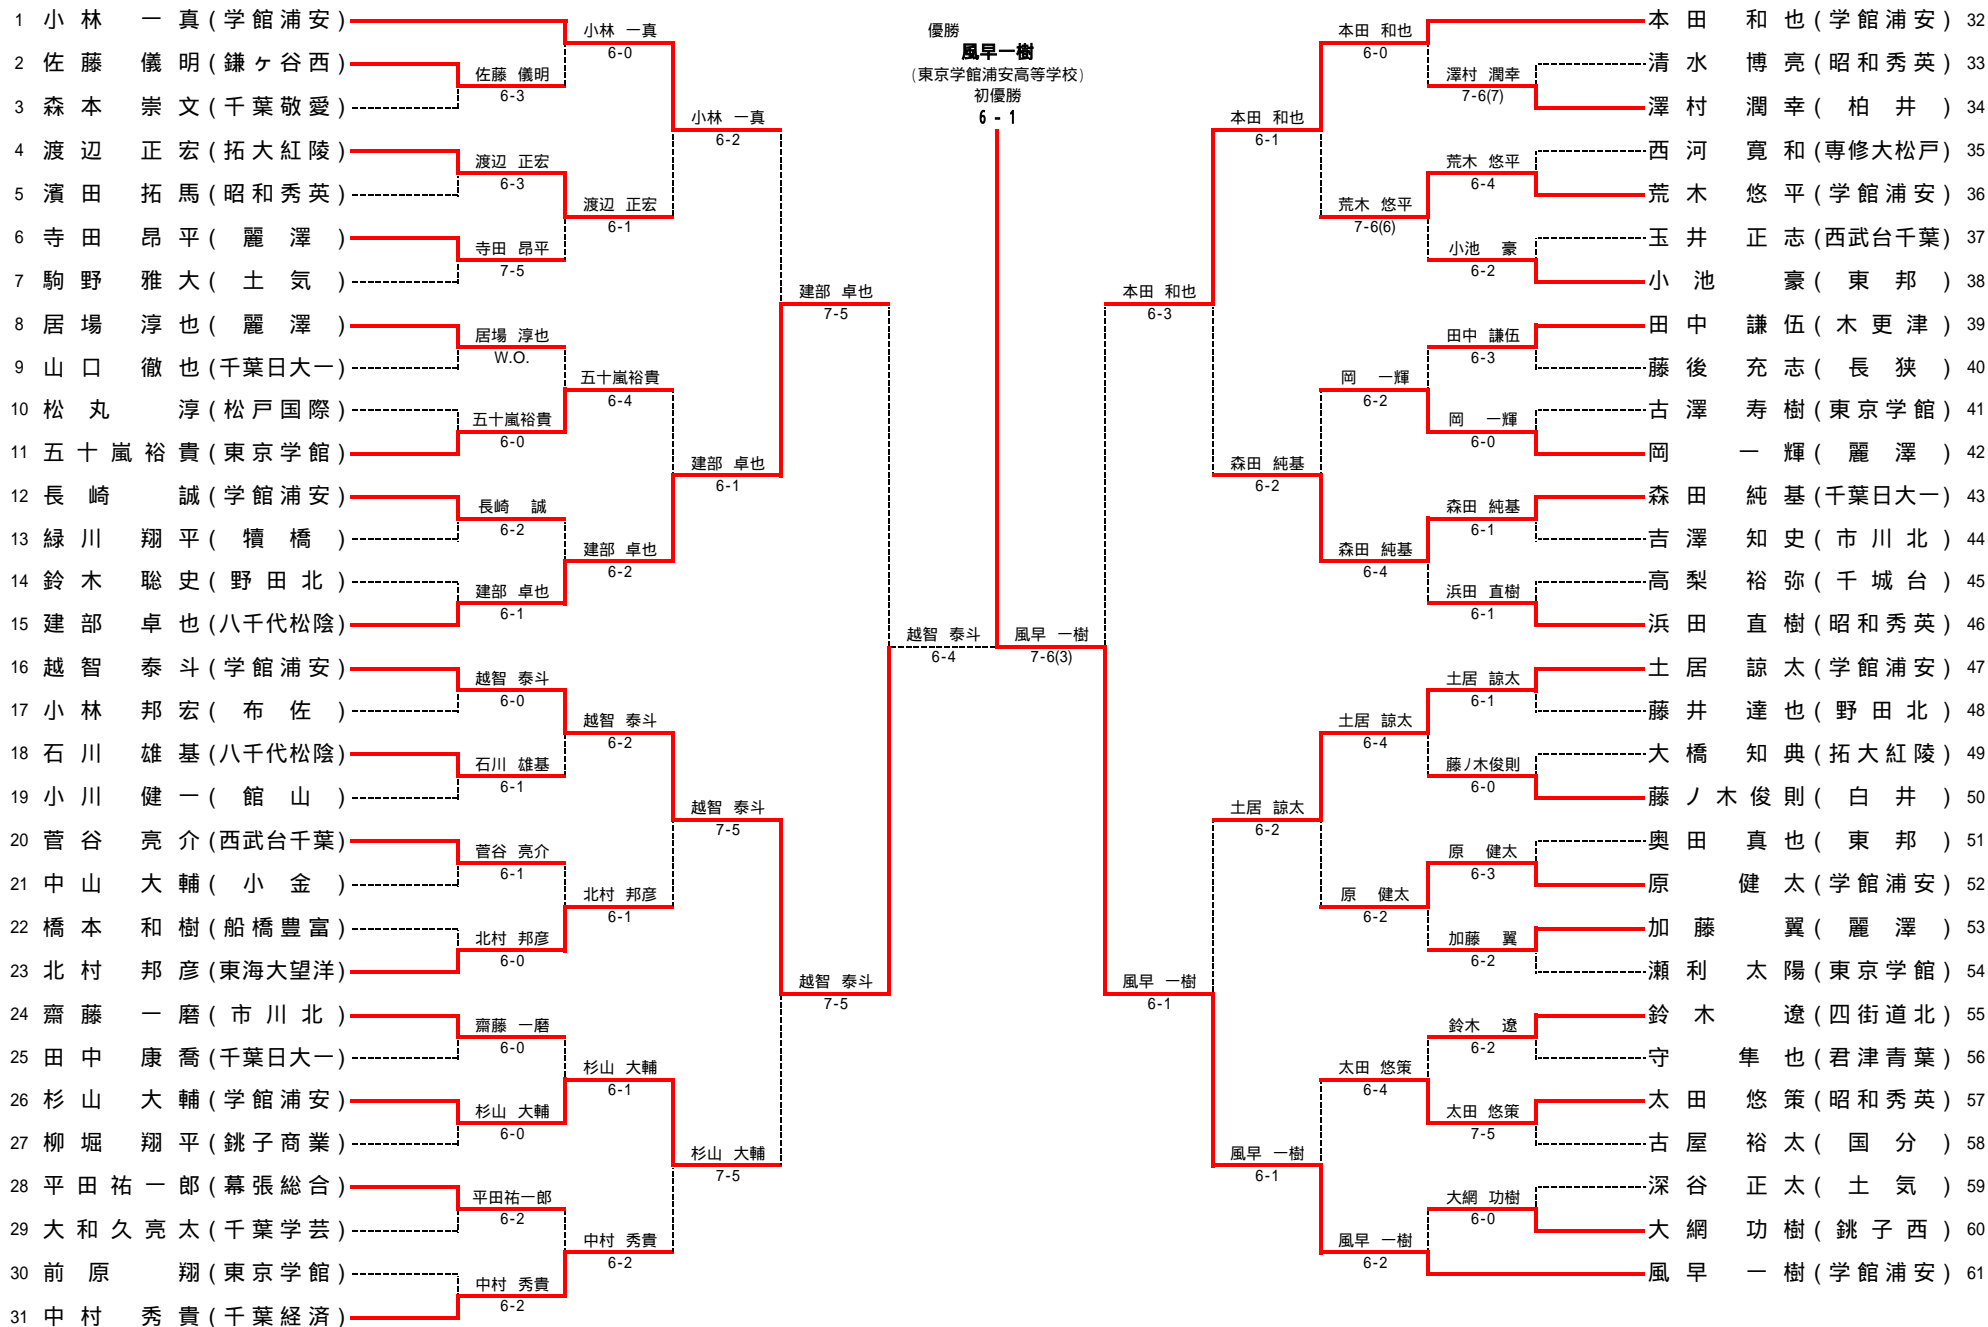 優勝
風早一樹
(東京学館浦安高等学校)
初優勝
6 - 1
1 小林 一真(学館浦安)
2 佐藤 儀明(鎌ヶ谷西)
3 森本 崇文(千葉敬愛)
4 渡辺 正宏(拓大紅陵)
5 濱田 拓馬(昭和秀英)
6 寺田 昂平(麗澤)
7 駒野 雅大(土気)
8 居場 淳也(麗澤)
9 山口 徹也(千葉日大一)
10 松丸 淳(松戸国際)
11 五十嵐裕貴(東京学館)
12 長崎 誠(学館浦安)
13 緑川 翔平(犢橋)
14 鈴木 聡史(野田北)
15 建部 卓也(八千代松陰)
16 越智 泰斗(学館浦安)
17 小林 邦宏(布佐)
18 石川 雄基(八千代松陰)
19 小川 健一(館山)
20 菅谷 亮介(西武台千葉)
21 中山 大輔(小金)
22 橋本 和樹(船橋豊富)
23 北村 邦彦(東海大望洋)
24 齋藤 一磨(市川北)
25 田中 康喬(千葉日大一)
26 杉山 大輔(学館浦安)
27 柳堀 翔平(銚子商業)
28 平田祐一郎(幕張総合)
29 大和久亮太(千葉学芸)
30 前原 翔(東京学館)
31 中村 秀貴(千葉経済)
佐藤 儀明
6-3
渡辺 正宏
6-3
寺田 昂平
7-5
居場 淳也
W.O.
五十嵐裕貴
6-0
長崎 誠
6-2
建部 卓也
6-1
越智 泰斗
6-0
石川 雄基
6-1
菅谷 亮介
6-1
北村 邦彦
6-0
齋藤 一磨
6-0
杉山 大輔
6-0
平田祐一郎
6-2
中村 秀貴
6-2
小林 一真
6-0
渡辺 正宏
6-1
五十嵐裕貴
6-4
建部 卓也
6-2
越智 泰斗
6-2
北村 邦彦
6-1
杉山 大輔
6-1
中村 秀貴
6-2
小林 一真
6-2
建部 卓也
6-1
越智 泰斗
7-5
杉山 大輔
7-5
建部 卓也
7-5
越智 泰斗
7-5
越智 泰斗
6-4
風早 一樹
7-6(3)
本田 和也
6-3
風早 一樹
6-1
本田 和也
6-1
森田 純基
6-2
土居 諒太
6-2
風早 一樹
6-1
本田 和也
6-0
荒木 悠平
7-6(6)
岡 一輝
6-2
森田 純基
6-4
土居 諒太
6-4
原 健太
6-2
太田 悠策
6-4
風早 一樹
6-2
澤村 潤幸
7-6(7)
荒木 悠平
6-4
小池 豪
6-2
田中 謙伍
6-3
岡 一輝
6-0
森田 純基
6-1
浜田 直樹
6-1
土居 諒太
6-1
藤ノ木俊則
6-0
原 健太
6-3
加藤 翼
6-2
鈴木 遼
6-2
太田 悠策
7-5
大網 功樹
6-0
本田 和也(学館浦安) 32
清水 博亮(昭和秀英) 33
澤村 潤幸(柏井) 34
西河 寛和(専修大松戸) 35
荒木 悠平(学館浦安) 36
玉井 正志(西武台千葉) 37
小池 豪(東邦) 38
田中 謙伍(木更津) 39
藤後 充志(長狭) 40
古澤 寿樹(東京学館) 41
岡 一輝(麗澤) 42
森田 純基(千葉日大一) 43
吉澤 知史(市川北) 44
高梨 裕弥(千城台) 45
浜田 直樹(昭和秀英) 46
土居 諒太(学館浦安) 47
藤井 達也(野田北) 48
大橋 知典(拓大紅陵) 49
藤ノ木俊則(白井) 50
奥田 真也(東邦) 51
原 健太(学館浦安) 52
加藤 翼(麗澤) 53
瀬利 太陽(東京学館) 54
鈴木 遼(四街道北) 55
守 隼也(君津青葉) 56
太田 悠策(昭和秀英) 57
古屋 裕太(国分) 58
深谷 正太(土気) 59
大網 功樹(銚子西) 60
風早 一樹(学館浦安) 61